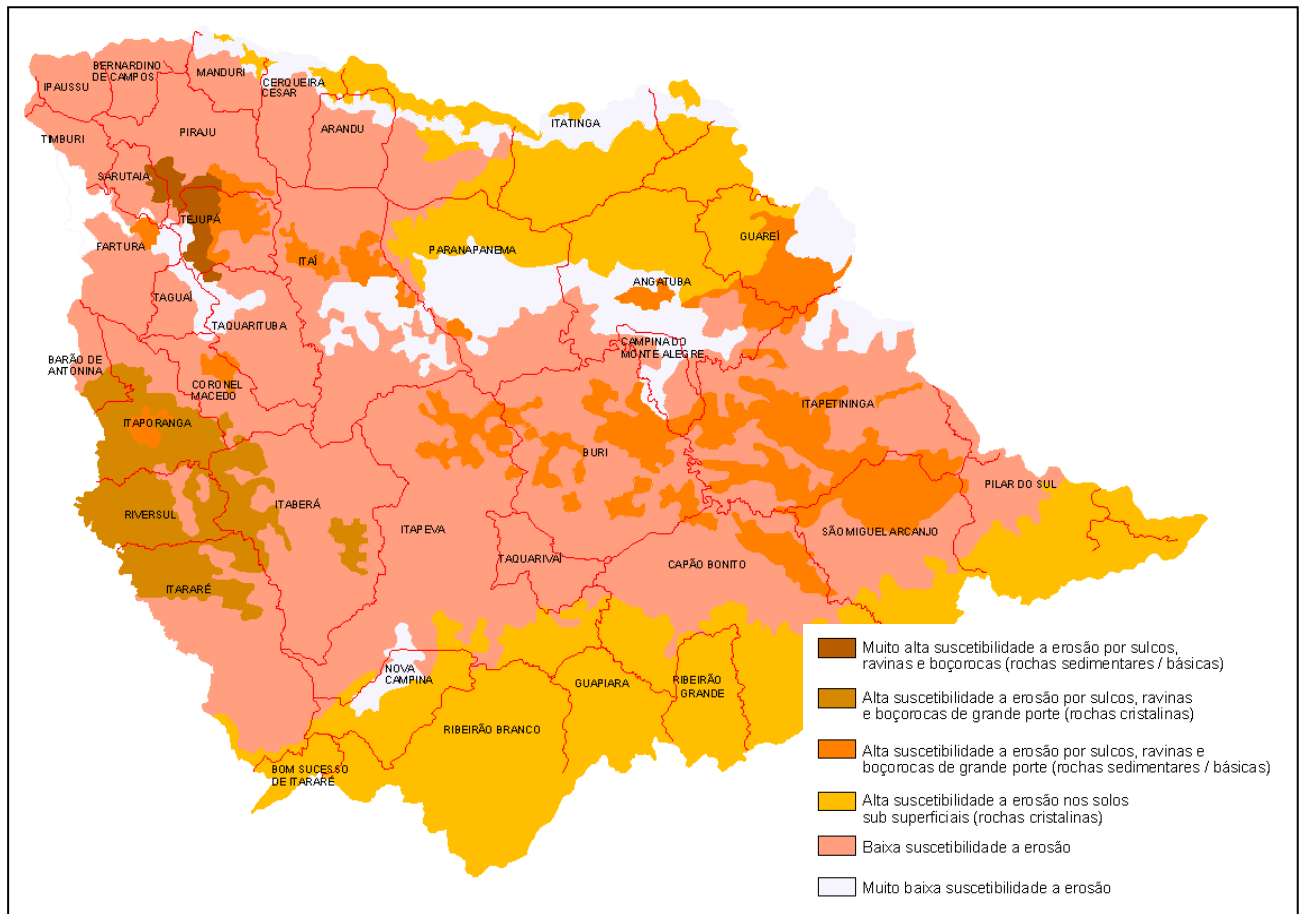 BERNARDINO
DE CAMPOS
MANDURI
IPAUSSU
CERQUEIRA
CESAR
ITATINGA
PIRAJU
ARANDU
TIMBURI
SARUTAIA
TEJUPÁ
FARTURA
ITAÍ
PARANAPANEMA
GUAREÍ
ANGATUBA
TAGUAÍ
TAQUARITUBA
CAMPINA DO
MONTE ALEGRE
BARÃO DE
ANTONINA
CORONEL
MACEDO
ITAPETININGA
ITAPORANGA
BURI
PILAR DO SUL
RIVERSUL
ITABERÁ
ITAPEVA
SÃO MIGUEL ARCANJO
TAQUARIVAÍ
CAPÃO BONITO
ITARARÉ
NOVA
CAMPINA
GUAPIARA
RIBEIRÃO
GRANDE
RIBEIRÃO BRANCO
BOM SUCESSO
DE ITARARÉ
Muito alta suscetibilidade a erosão por sulcos,
ravinas e boçorocas (rochas sedimentares / básicas)
Alta suscetibilidade a erosão por sulcos, ravinas
e boçorocas de grande porte (rochas cristalinas)
Alta suscetibilidade a erosão por sulcos, ravinas e
boçorocas de grande porte (rochas sedimentares / básicas)
Alta suscetibilidade a erosão nos solos
sub superficiais (rochas cristalinas)
Baixa suscetibilidade a erosão
Muito baixa suscetibilidade a erosão